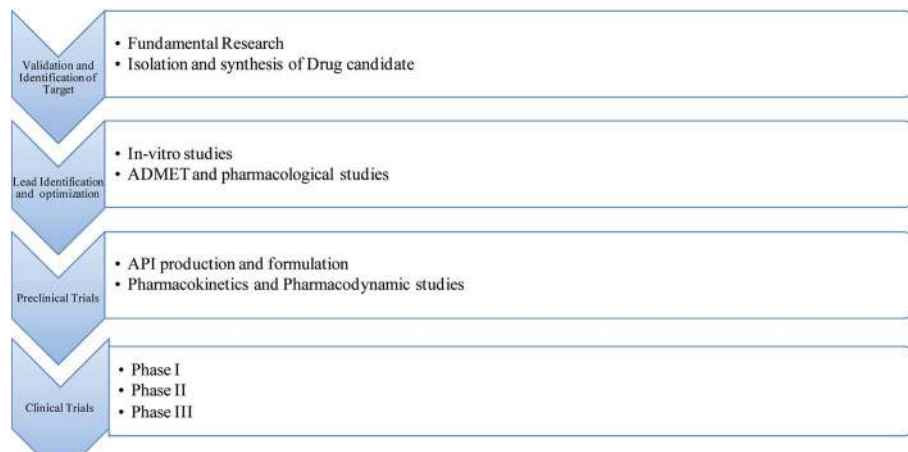 Validation and
Identification of
Target
• Fundamental Research
• Isolation and synthesis of Drug candidate
Lead Identification
and optimization
• In-vitro studies
• ADMET and pharmacological studies
Preclinical Trials
• API production and formulation
• Pharmacokinetics and Pharmacodynamic studies
Clinical Trials
• Phase I
• Phase II
• Phase III